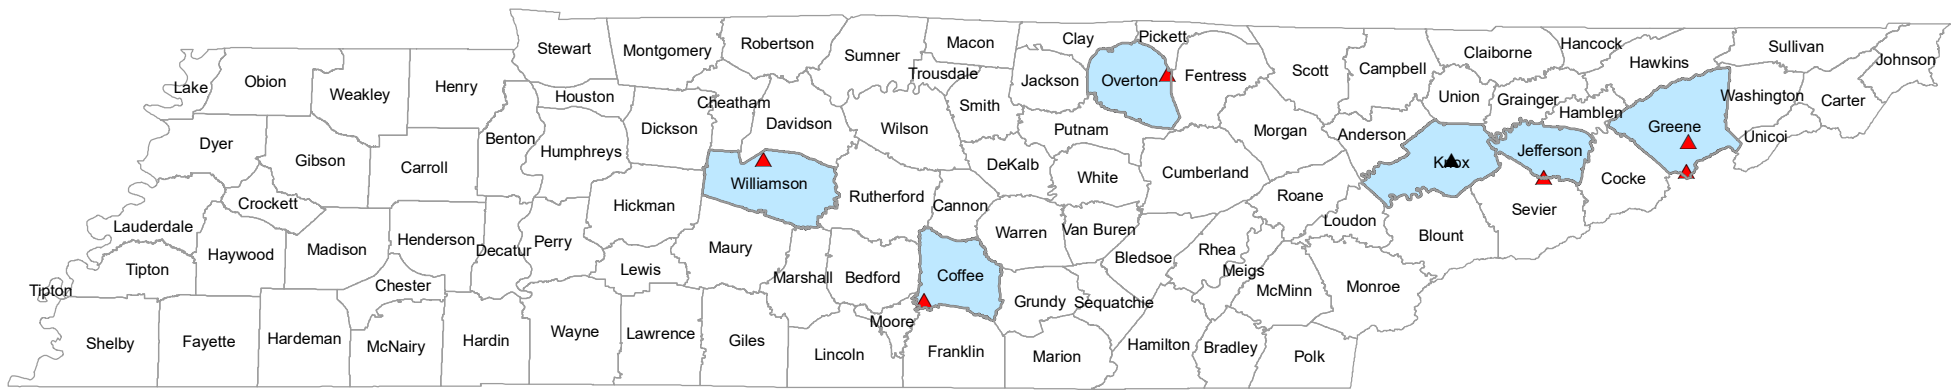 Stewart
Montgomery
Robertson
Sumner
Macon
Clay
Pickett
Claiborne
Hancock
Sullivan
Johnson
Lake
Obion
Weakley
Henry
Houston
Cheatham
Trousdale
Jackson
Overton
Fentress
Scott
Campbell
Hawkins
Union
Grainger
Hamblen
Washington
Carter
Unicoi
Dyer
Gibson
Carroll
Benton
Humphreys
Dickson
Davidson
Wilson
Smith
Putnam
Morgan
Anderson
Knox
Jefferson
Greene
Cocke
Lauderdale
Crockett
Haywood
Madison
Henderson
Decatur
Perry
Hickman
Williamson
Rutherford
Cannon
DeKalb
White
Cumberland
Roane
Loudon
Blount
Sevier
Tipton
Tipton
Chester
Lewis
Maury
Marshall
Bedford
Coffee
Warren
Van Buren
Bledsoe
Rhea
Meigs
McMinn
Monroe
Grundy
Sequatchie
Moore
Shelby
Fayette
Hardeman
McNairy
Hardin
Wayne
Lawrence
Giles
Lincoln
Franklin
Marion
Hamilton
Bradley
Polk